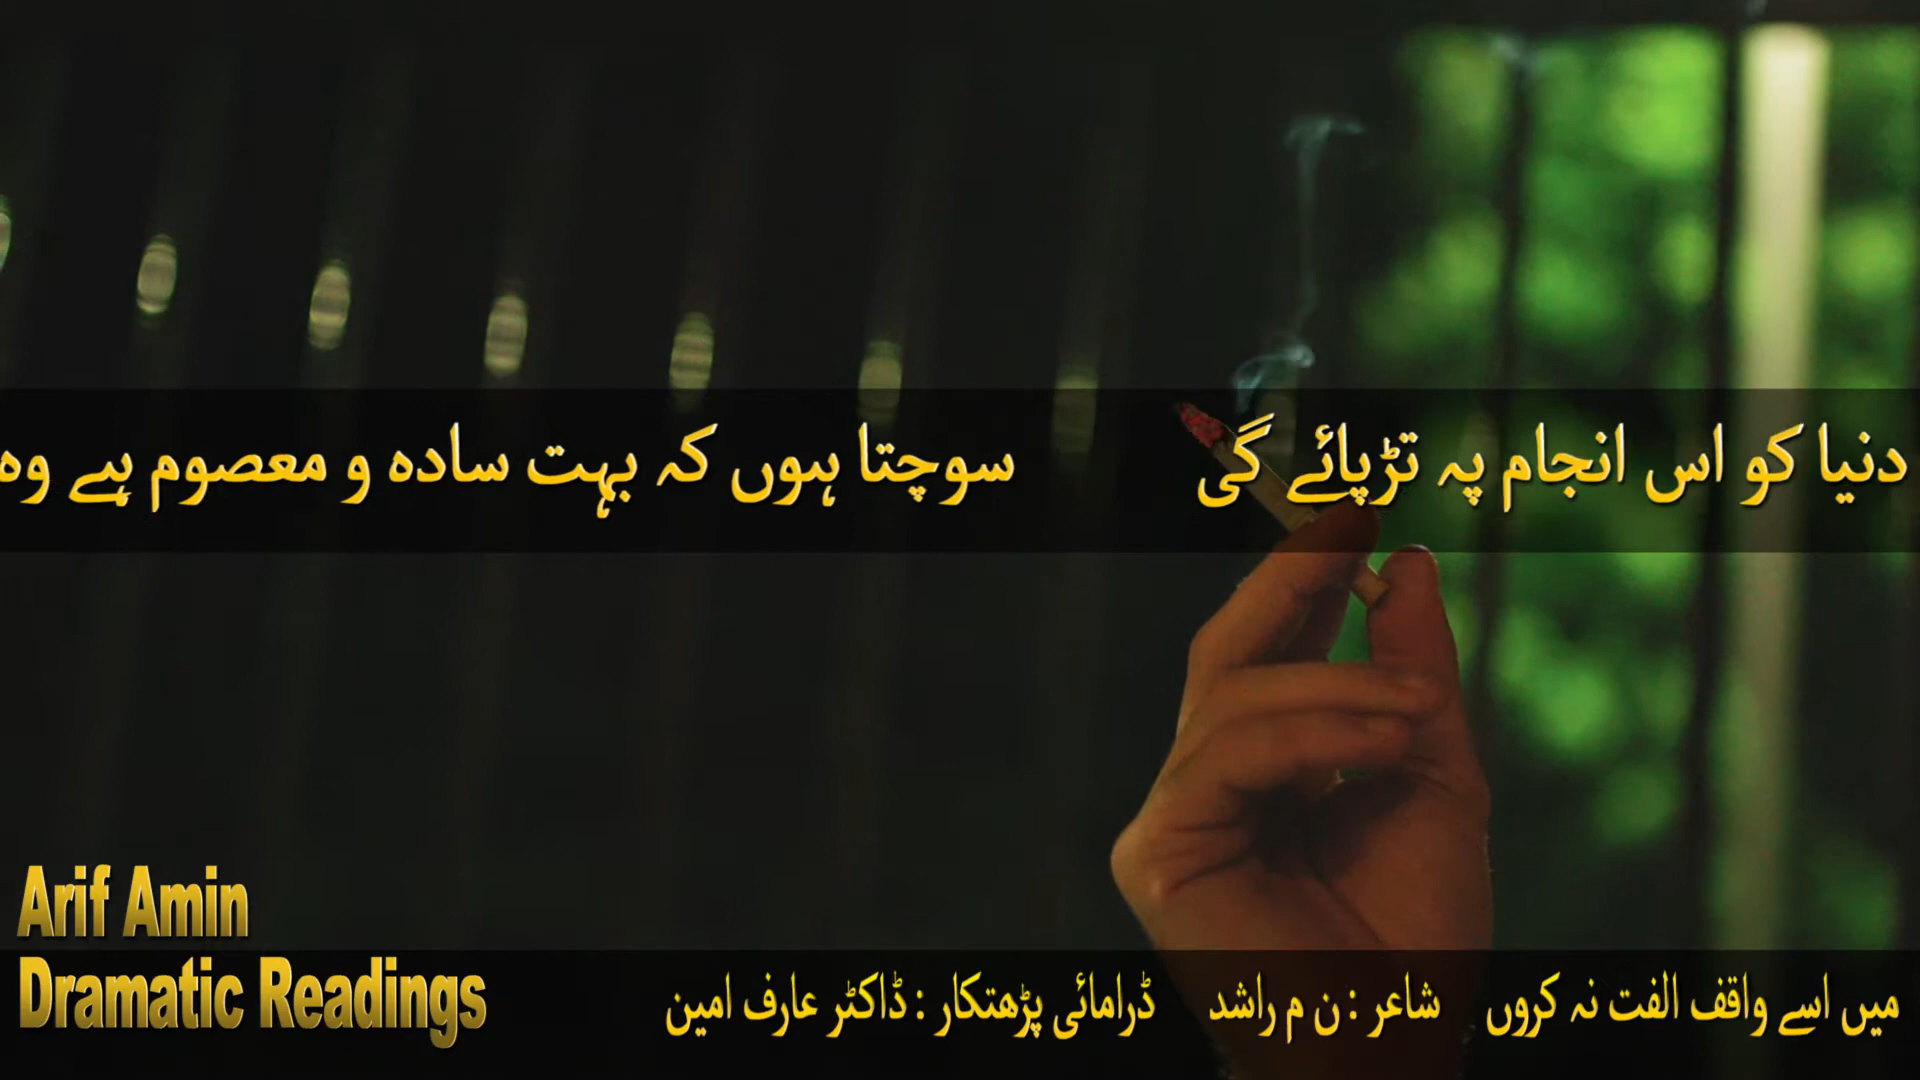 دنیا کو اس انجام پہ تڑپائے گی سوچتا ہوں کہ بہت سادہ و معصوم ہے وہ
Arif Amin
Dramatic Readings
میں اسے واقف الفت نہ کروں شاعر : ن م راشد ڈرامائی پڑھتکار : ڈاکٹر عارف امین